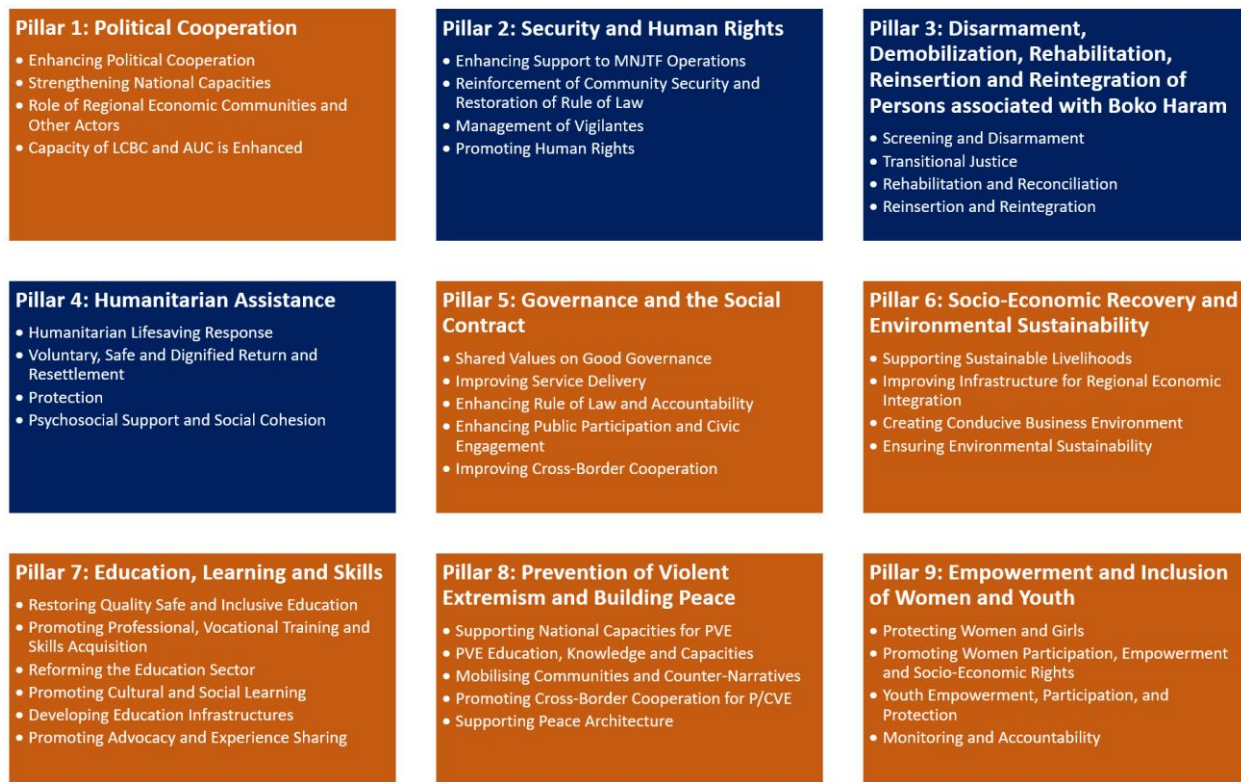 Pillar 1: Political Cooperation
• Enhancing Political Cooperation
• Strengthening National Capacities
• Role of Regional Economic Communities and
Other Actors
• Capacity of LCBC and AUC is Enhanced
Pillar 2: Security and Human Rights
• Enhancing Support to MNJTF Operations
• Reinforcement of Community Security and
Restoration of Rule of Law
• Management of Vigilantes
• Promoting Human Rights
Pillar 3: Disarmament,
Demobilization, Rehabilitation,
Reinsertion and Reintegration of
Persons associated with Boko Haram
• Screening and Disarmament
• Transitional Justice
• Rehabilitation and Reconciliation
• Reinsertion and Reintegration
Pillar 4: Humanitarian Assistance
• Humanitarian Lifesaving Response
• Voluntary, Safe and Dignified Return and
Resettlement
• Protection
• Psychosocial Support and Social Cohesion
Pillar 5: Governance and the Social
Contract
• Shared Values on Good Governance
• Improving Service Delivery
• Enhancing Rule of Law and Accountability
• Enhancing Public Participation and Civic
Engagement
• Improving Cross-Border Cooperation
Pillar 6: Socio-Economic Recovery and
Environmental Sustainability
• Supporting Sustainable Livelihoods
• Improving Infrastructure for Regional Economic
Integration
• Creating Conducive Business Environment
• Ensuring Environmental Sustainability
Pillar 7: Education, Learning and Skills
• Restoring Quality Safe and Inclusive Education
• Promoting Professional, Vocational Training and
Skills Acquisition
• Reforming the Education Sector
• Promoting Cultural and Social Learning
• Developing Education Infrastructures
• Promoting Advocacy and Experience Sharing
Pillar 8: Prevention of Violent
Extremism and Building Peace
• Supporting National Capacities for PVE
• PVE Education, Knowledge and Capacities
• Mobilising Communities and Counter-Narratives
• Promoting Cross-Border Cooperation for P/CVE
• Supporting Peace Architecture
Pillar 9: Empowerment and Inclusion
of Women and Youth
• Protecting Women and Girls
• Promoting Women Participation, Empowerment
and Socio-Economic Rights
• Youth Empowerment, Participation, and
Protection
• Monitoring and Accountability